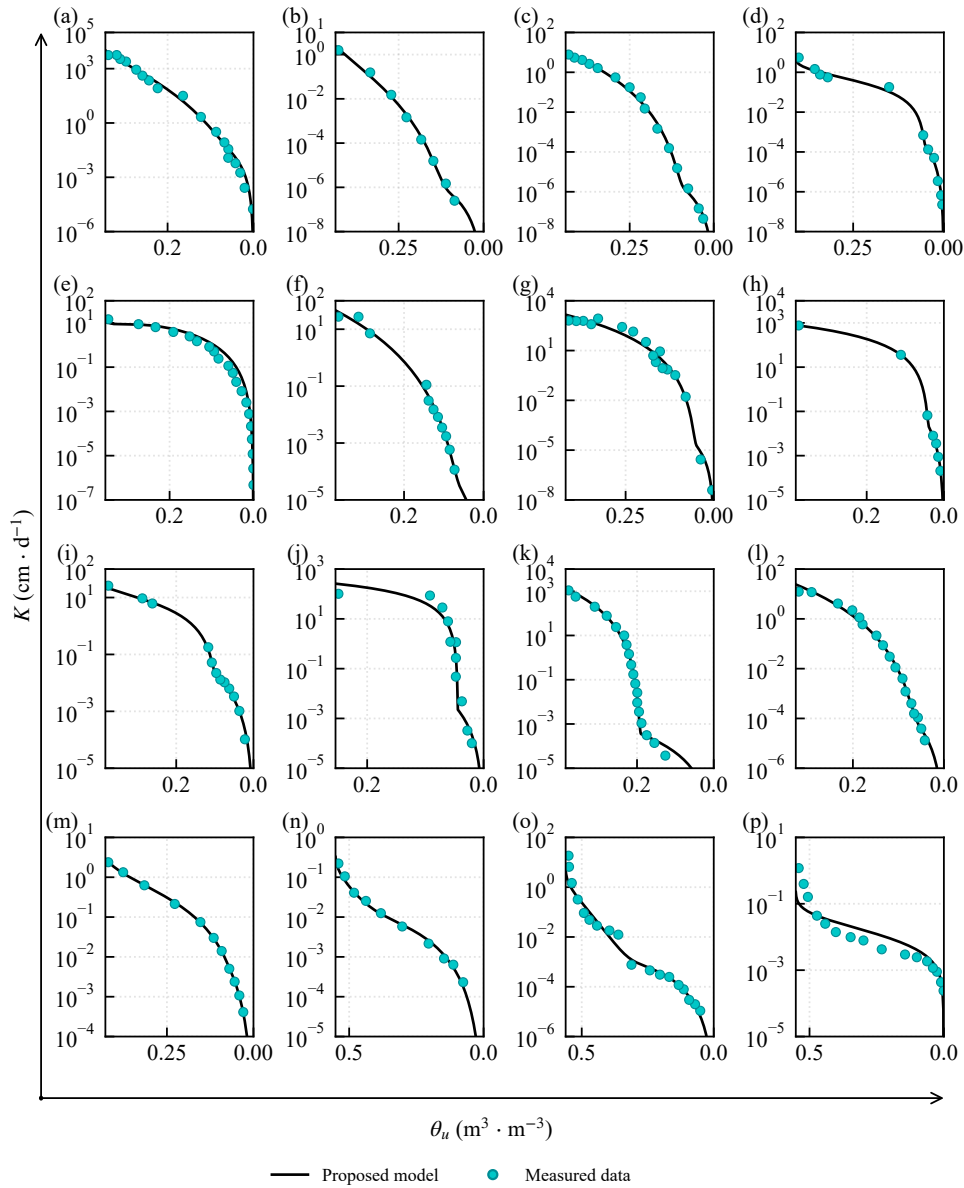 (a) (b) (c) (d)
10^5 10^1 10^2 10^2
10^3 10^0 10^0 10^0
10^0 10^-2 10^-2 10^-2
10^-3 10^-4 10^-4 10^-4
10^-6 10^-6 10^-6 10^-6
10^-8 10^-8 10^-8
0.2 0.0 0.25 0.00 0.25 0.00 0.25 0.00
(e) (f) (g) (h)
10^2 10^2 10^4 10^2
10^1 10^1 10^3
10^-1 10^-1 10^1 10^1
10^-3 10^-3 10^-2 10^-1
10^-5 10^-5 10^-5 10^-3
10^-7 10^-8 10^-5
0.2 0.0 0.2 0.0 0.25 0.00 0.2 0.0
(i) (j) (k) (l)
10^2 10^3 10^4 10^2
10^1 10^1 10^3 10^0
10^-1 10^-1 10^1 10^-2
10^-3 10^-3 10^-1 10^-4
10^-5 10^-5 10^-3 10^-6
10^-5
0.2 0.0 0.2 0.0 0.2 0.0 0.2 0.0
(m) (n) (o) (p)
10^1 10^0 10^2 10^2
10^0 10^-1 10^0 10^1
10^-1 10^-2 10^-2 10^-1
10^-2 10^-3 10^-4 10^-3
10^-3 10^-4 10^-6 10^-5
10^-4 10^-5
0.25 0.00 0.5 0.0 0.5 0.0 0.5 0.0
K (cm · d^−1)
θ_u (m^3 · m^−3)
Proposed model Measured data